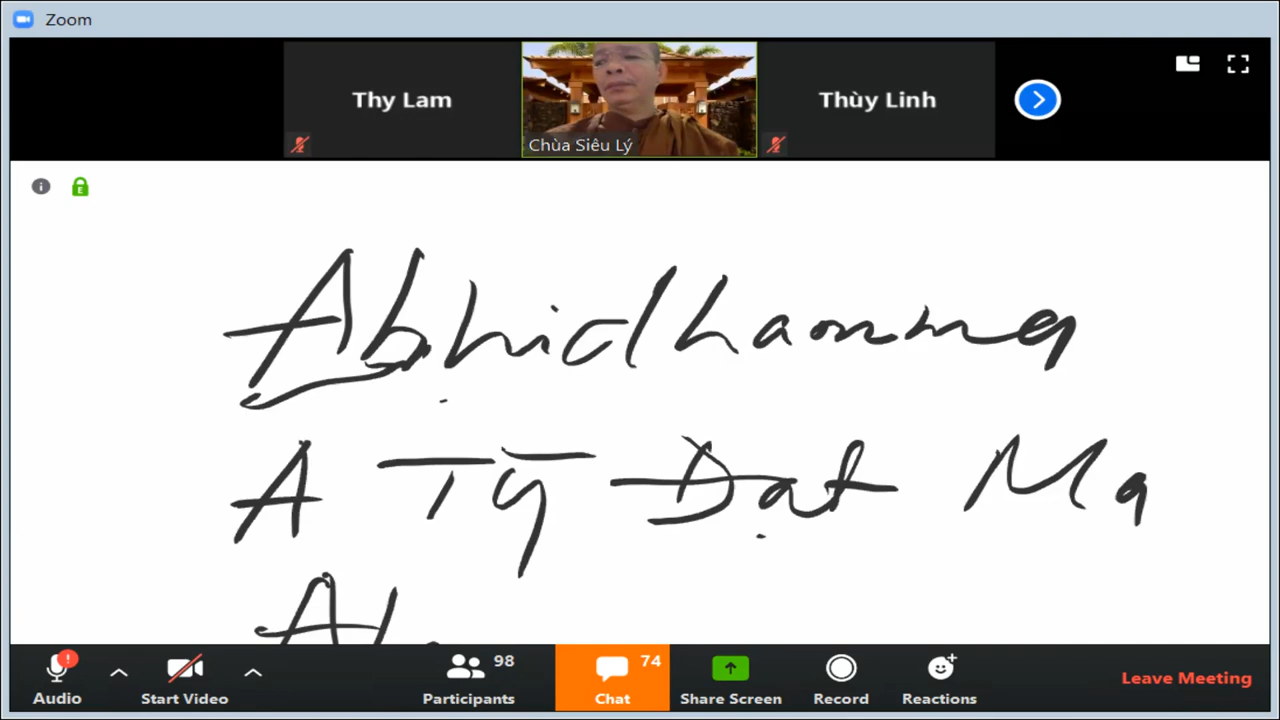 Zoom
Thy Lam
Chùa Siêu Lý
Thùy Linh
Abhidhamma
A Tỹ Đạt Ma
98
74
Audio
Start Video
Participants
Chat
Share Screen
Record
Reactions
Leave Meeting